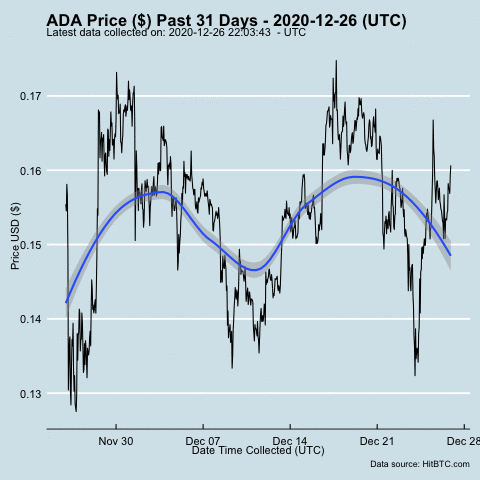 ADA Price ($) Past 31 Days - 2020-12-26 (UTC)
Latest data collected on: 2020-12-26 22:03:43 - UTC
Price USD ($)
0.17
0.16
0.15
0.14
0.13
Nov 30 Dec 07 Dec 14 Dec 21 Dec 28
Date Time Collected (UTC)
Data source: HitBTC.com